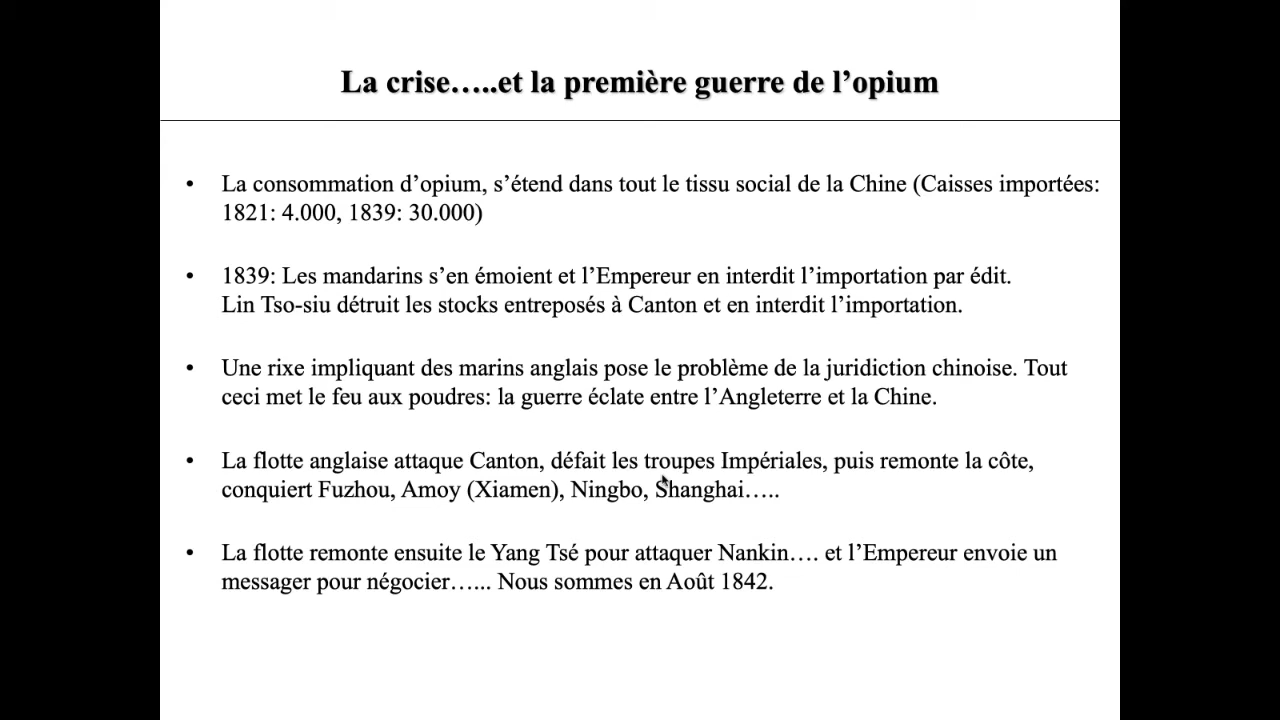 La crise…..et la première guerre de l’opium
• La consommation d’opium, s’étend dans tout le tissu social de la Chine (Caisses importées:
1821: 4.000, 1839: 30.000)
• 1839: Les mandarins s’en émoient et l’Empereur en interdit l’importation par édit.
Lin Tso-siu détruit les stocks entreposés à Canton et en interdit l’importation.
• Une rixe impliquant des marins anglais pose le problème de la juridiction chinoise. Tout
ceci met le feu aux poudres: la guerre éclate entre l’Angleterre et la Chine.
• La flotte anglaise attaque Canton, défait les troupes Impériales, puis remonte la côte,
conquiert Fuzhou, Amoy (Xiamen), Ningbo, Shanghai…..
• La flotte remonte ensuite le Yang Tsé pour attaquer Nankin…. et l’Empereur envoie un
messager pour négocier…... Nous sommes en Août 1842.